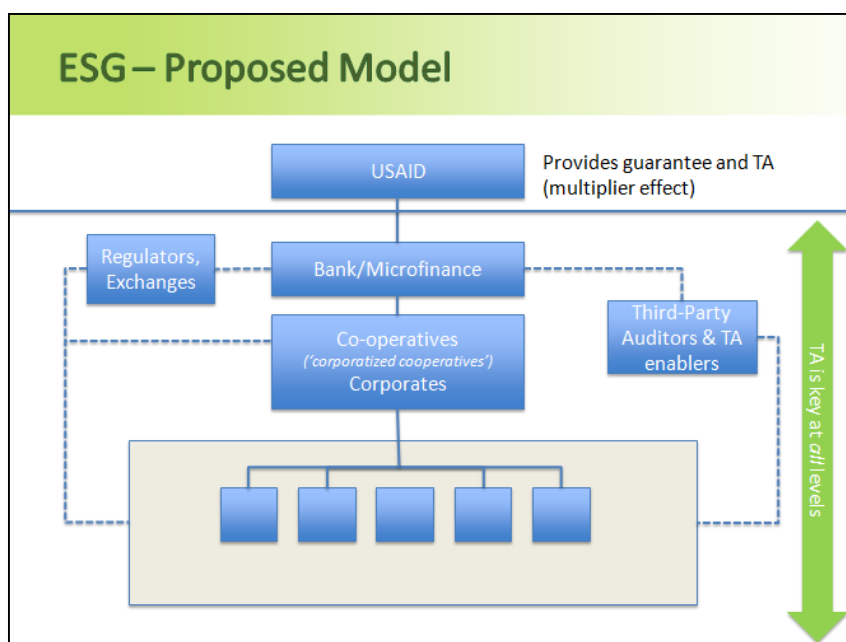 ESG – Proposed Model
USAID
Provides guarantee and TA
(multiplier effect)
Regulators,
Exchanges
Bank/Microfinance
Co-operatives
('corporatized cooperatives')
Corporates
Third-Party
Auditors & TA
enablers
TA is key at all levels